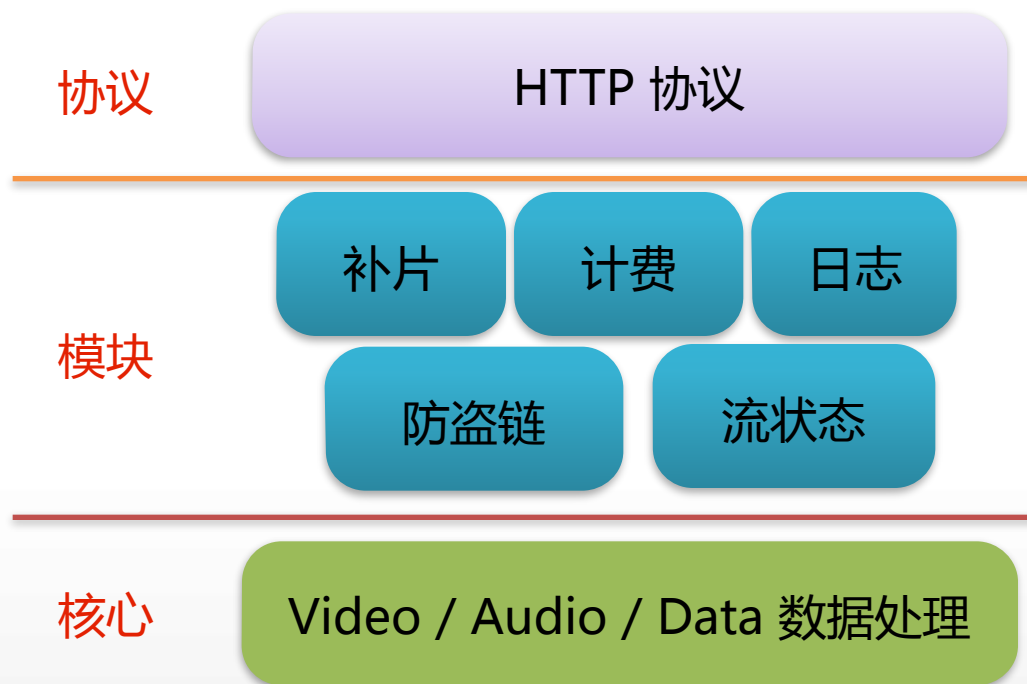 协议
HTTP 协议
补片
计费
日志
模块
防盗链
流状态
核心
Video / Audio / Data 数据处理